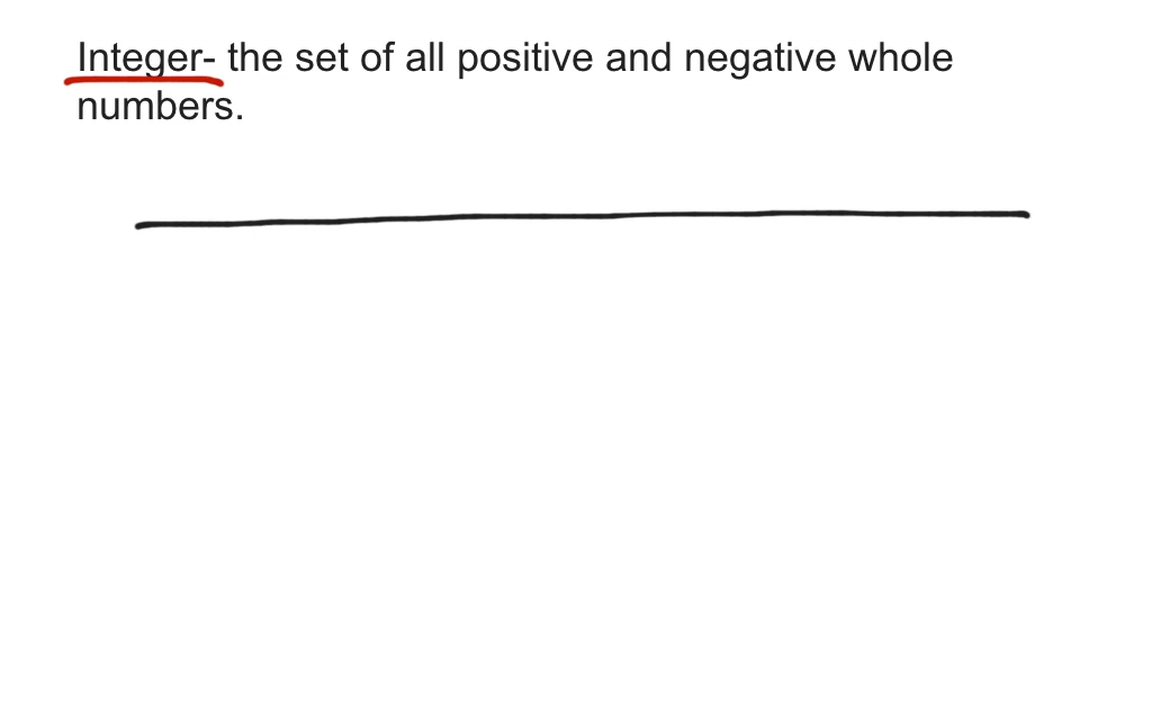 Integer- the set of all positive and negative whole
numbers.